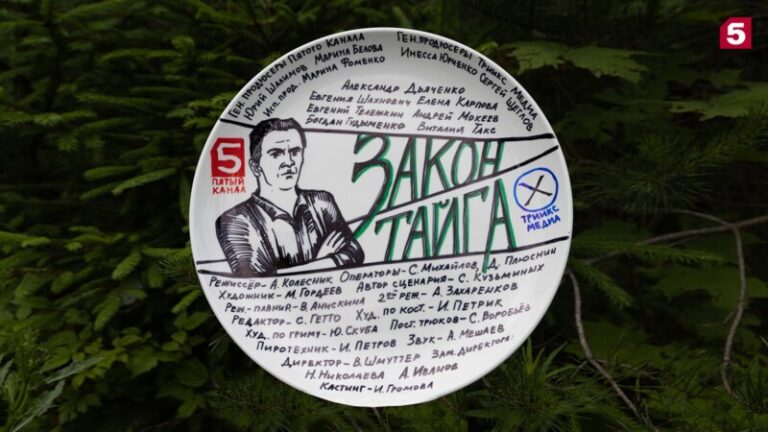 Ген. продюсеры Пятого канала
Юрий Шалимов Марина Белова
Исп. прод. Марина Фоменко
Ген. продюсеры Триикс Медиа
Инесса Юрченко Сергей Щеглов
Александр Дьяченко
Евгения Шахнович Елена Карпова
Евгений Телешкин Андрей Мокеев
Богдан Гудыменко Виталий Такс
5
ПЯТЫЙ
КАНАЛ
ЗАКОН
ТАЙГА
X
ТРИИКС
МЕДИА
Режиссёр - А. Колесник Операторы - С. Михайлов, Д. Плюснин
Художник - М. Гордеев Автор сценария - С. Кузьминых
Реж.-планир. - В. Анискина 2ой реж. - А. Захаренков
Редактор - С. Гетто Худ. по кост. - И. Петрик
Худ. по гриму - Ю. Скуба Пост. трюков - С. Воробьёв
Пиротехник - И. Петров Звук - А. Мешаев
Директор - В. Шмуттер Зам. директора:
Н. Николаева А. Иванов
Кастинг - И. Громова
5